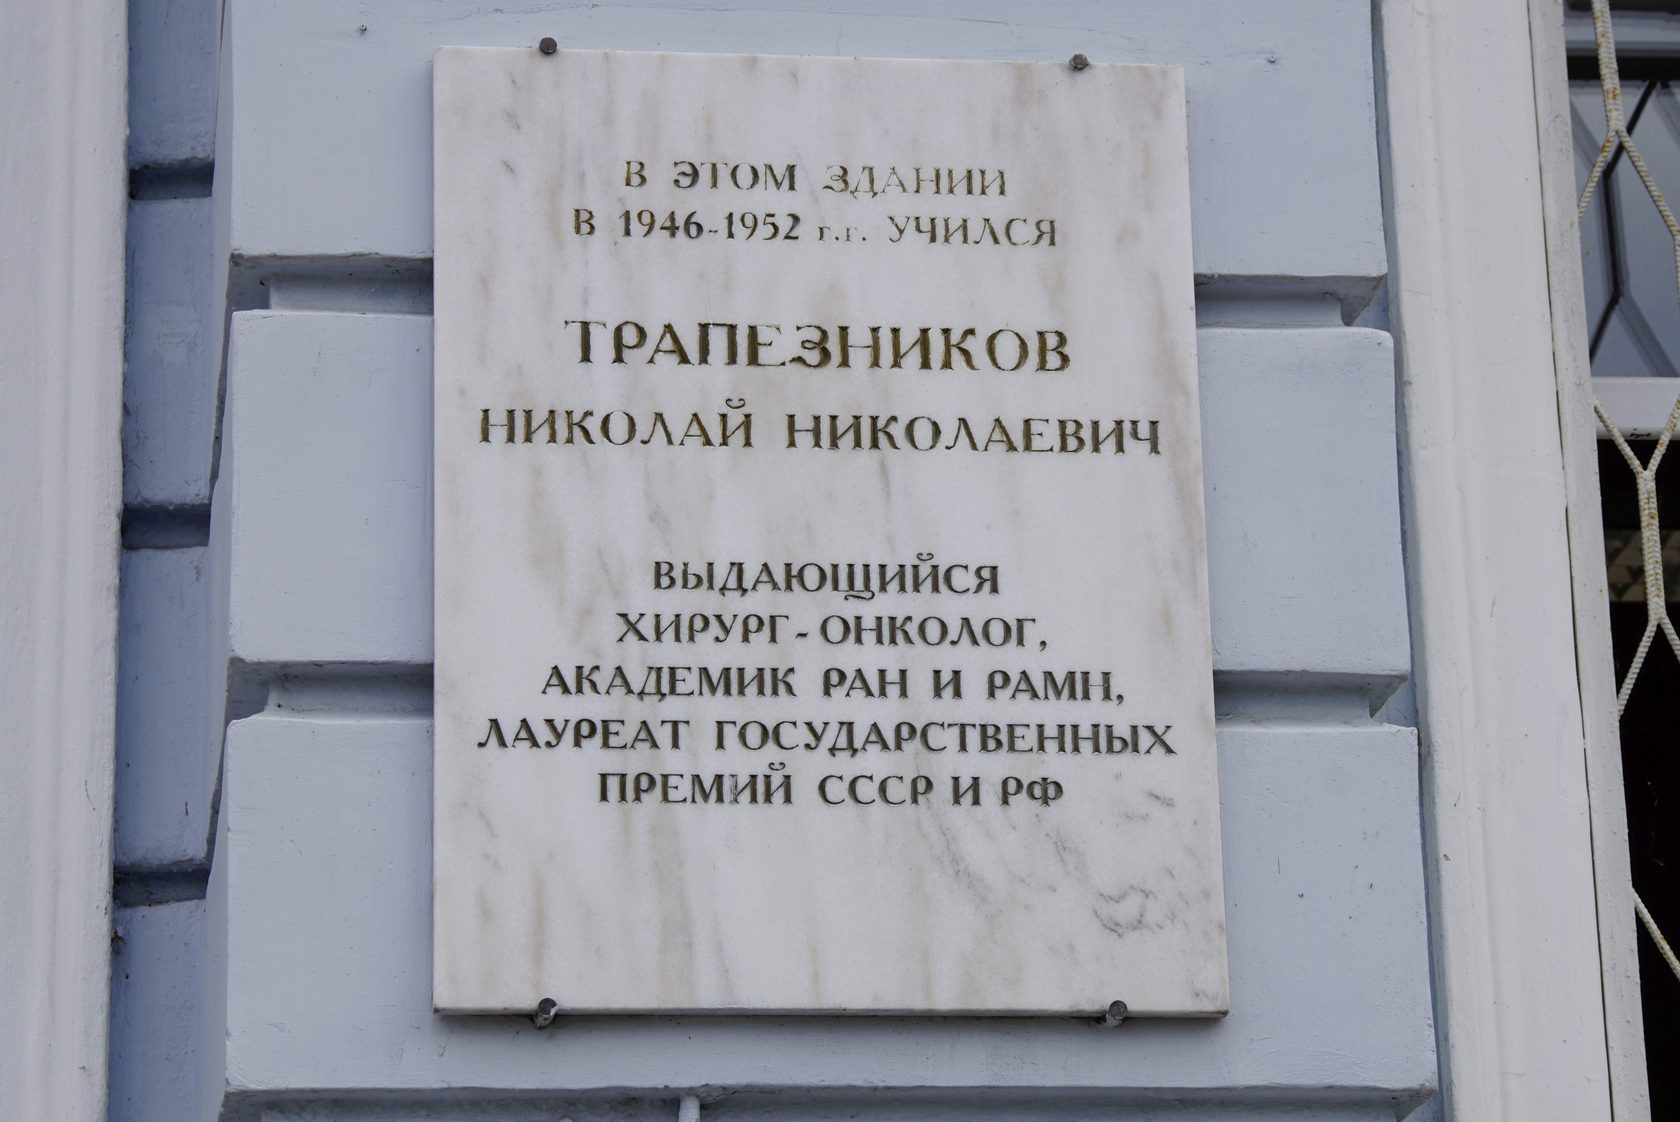 В ЭТОМ ЗДАНИИ
В 1946-1952 г.г. УЧИЛСЯ
ТРАПЕЗНИКОВ
НИКОЛАЙ НИКОЛАЕВИЧ
ВЫДАЮЩИЙСЯ
ХИРУРГ-ОНКОЛОГ,
АКАДЕМИК РАН И РАМН,
ЛАУРЕАТ ГОСУДАРСТВЕННЫХ
ПРЕМИЙ СССР И РФ